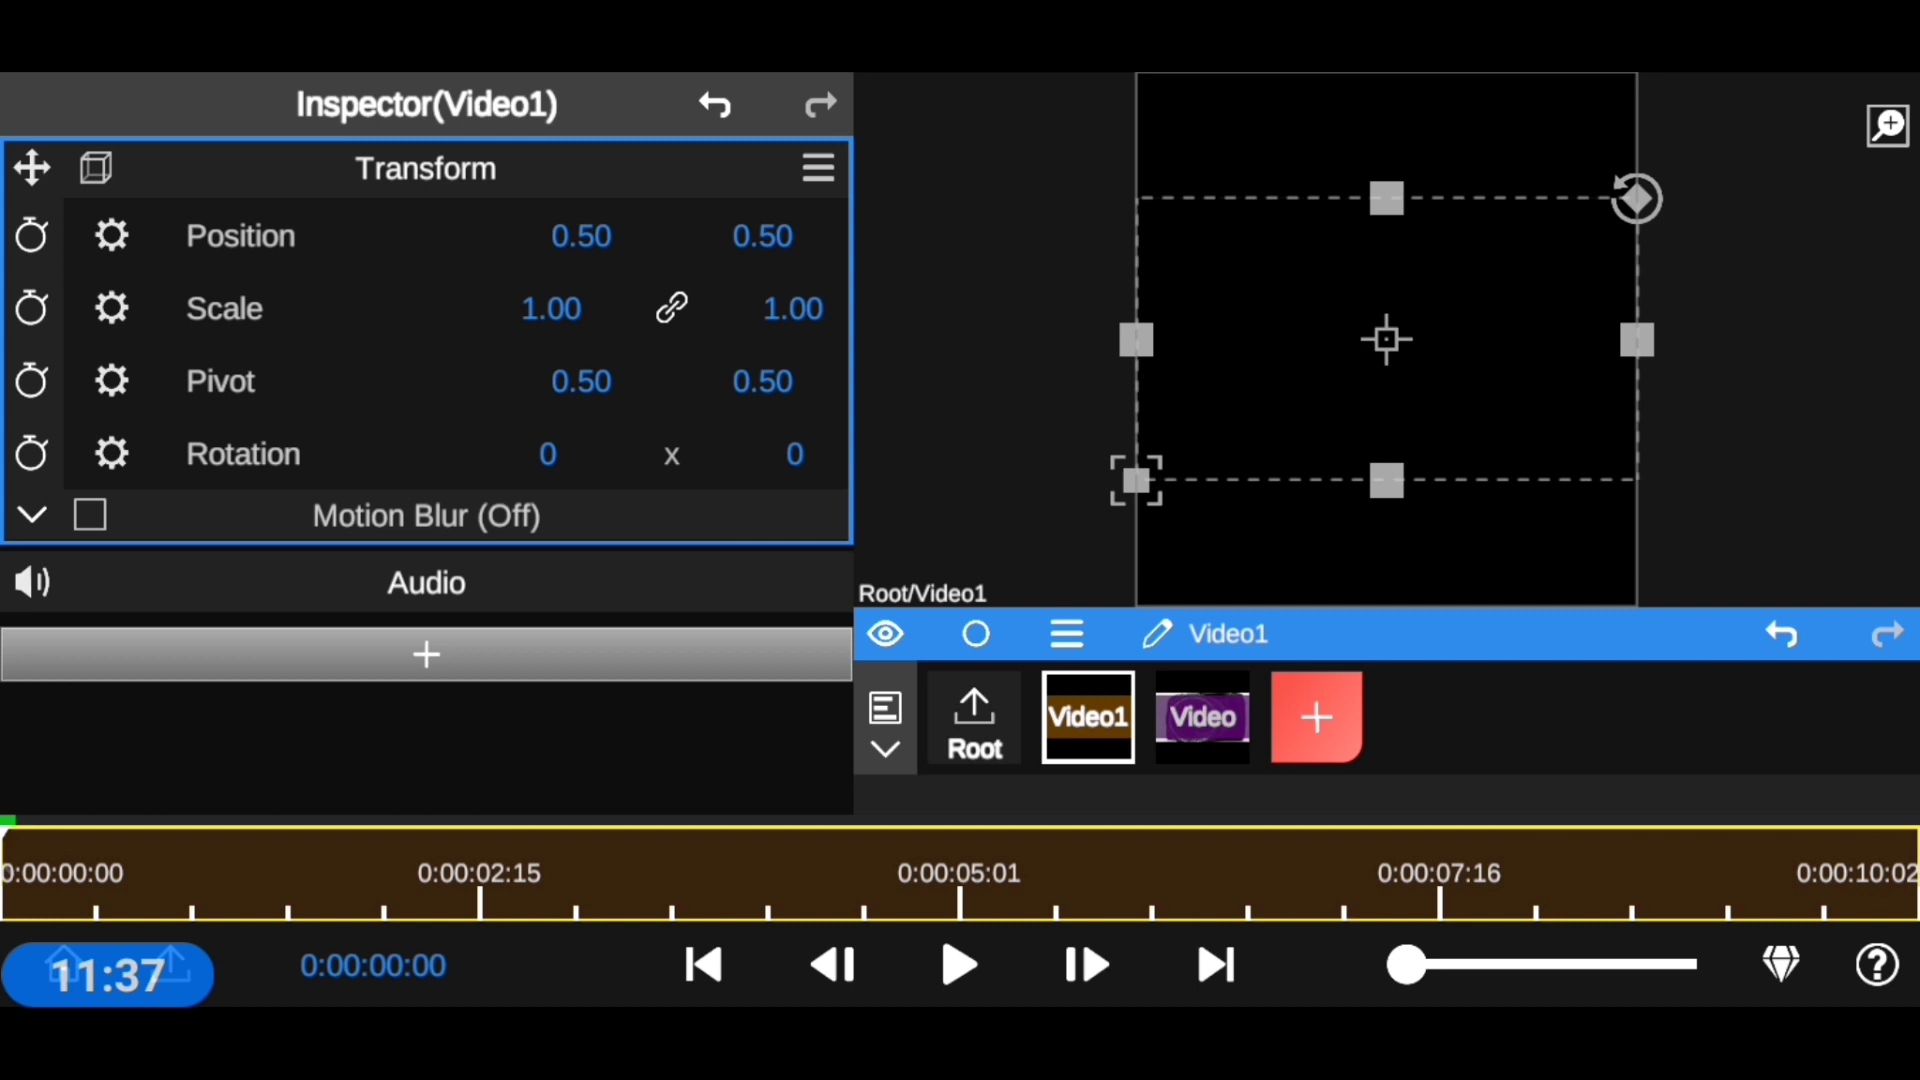 Inspector(Video1)
Transform
Position 0.50 0.50
Scale 1.00 1.00
Pivot 0.50 0.50
Rotation 0 x 0
Motion Blur (Off)
Audio
+
Root/Video1
Video1
Root
Video1
Video
+
0:00:00:00 0:00:02:15 0:00:05:01 0:00:07:16 0:00:10:02
11:37
0:00:00:00
?